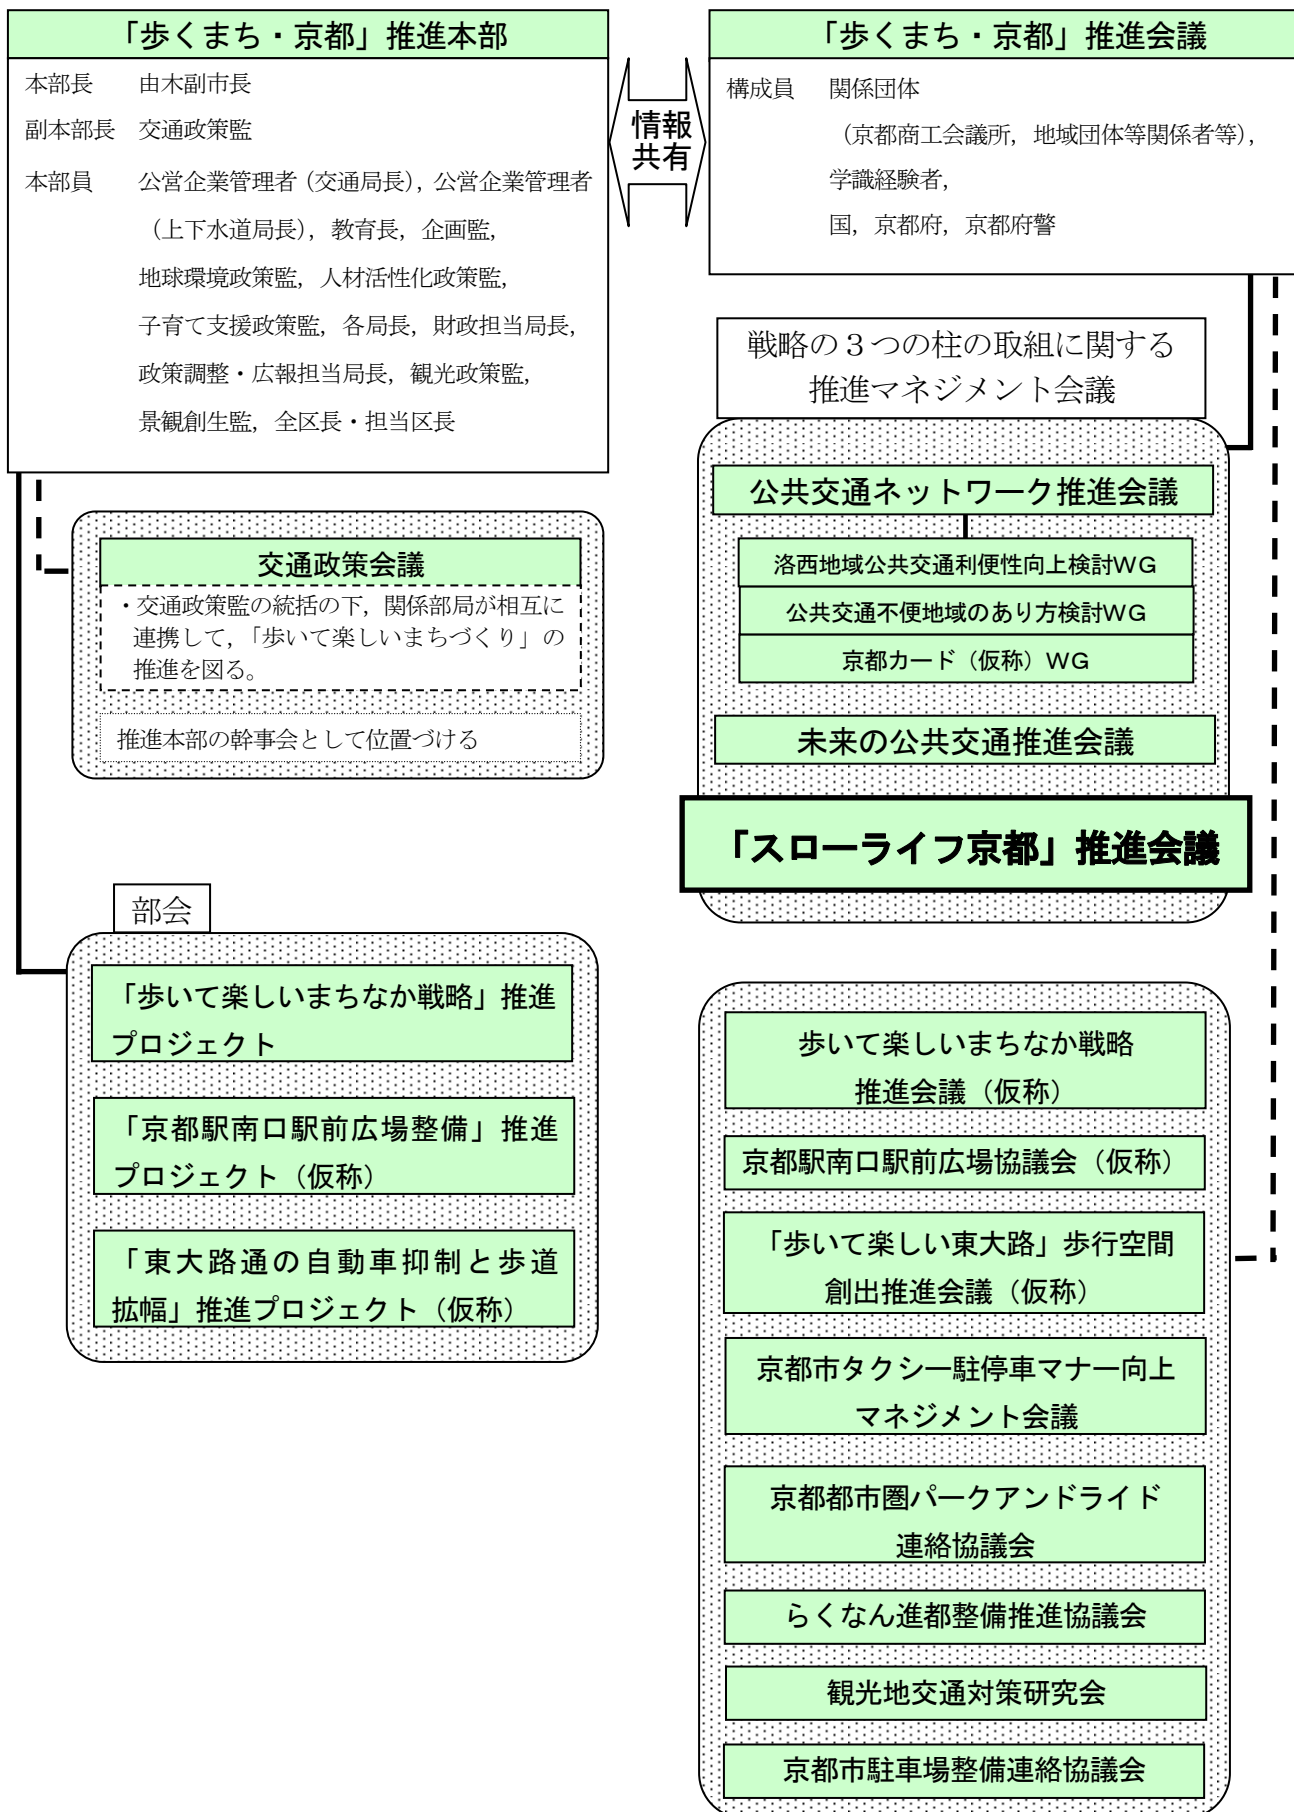 「歩くまち・京都」推進本部
本部長 由木副市長
副本部長 交通政策監
本部員 公営企業管理者（交通局長），公営企業管理者
（上下水道局長），教育長，企画監，
地球環境政策監，人材活性化政策監，
子育て支援政策監，各局長，財政担当局長，
政策調整・広報担当局長，観光政策監，
景観創生監，全区長・担当区長
情報
共有
「歩くまち・京都」推進会議
構成員 関係団体
（京都商工会議所，地域団体等関係者等），
学識経験者，
国，京都府，京都府警
交通政策会議
・交通政策監の統括の下，関係部局が相互に
連携して，「歩いて楽しいまちづくり」の
推進を図る。
推進本部の幹事会として位置づける
部会
「歩いて楽しいまちなか戦略」推進
プロジェクト
「京都駅南口駅前広場整備」推進
プロジェクト（仮称）
「東大路通の自動車抑制と歩道
拡幅」推進プロジェクト（仮称）
戦略の３つの柱の取組に関する
推進マネジメント会議
公共交通ネットワーク推進会議
洛西地域公共交通利便性向上検討ＷＧ
公共交通不便地域のあり方検討ＷＧ
京都カード（仮称）ＷＧ
未来の公共交通推進会議
「スローライフ京都」推進会議
歩いて楽しいまちなか戦略
推進会議（仮称）
京都駅南口駅前広場協議会（仮称）
「歩いて楽しい東大路」歩行空間
創出推進会議（仮称）
京都市タクシー駐停車マナー向上
マネジメント会議
京都都市圏パークアンドライド
連絡協議会
らくなん進都整備推進協議会
観光地交通対策研究会
京都市駐車場整備連絡協議会